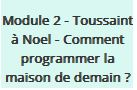 Module 2 - Toussaint
à Noel - Comment
programmer la
maison de demain ?